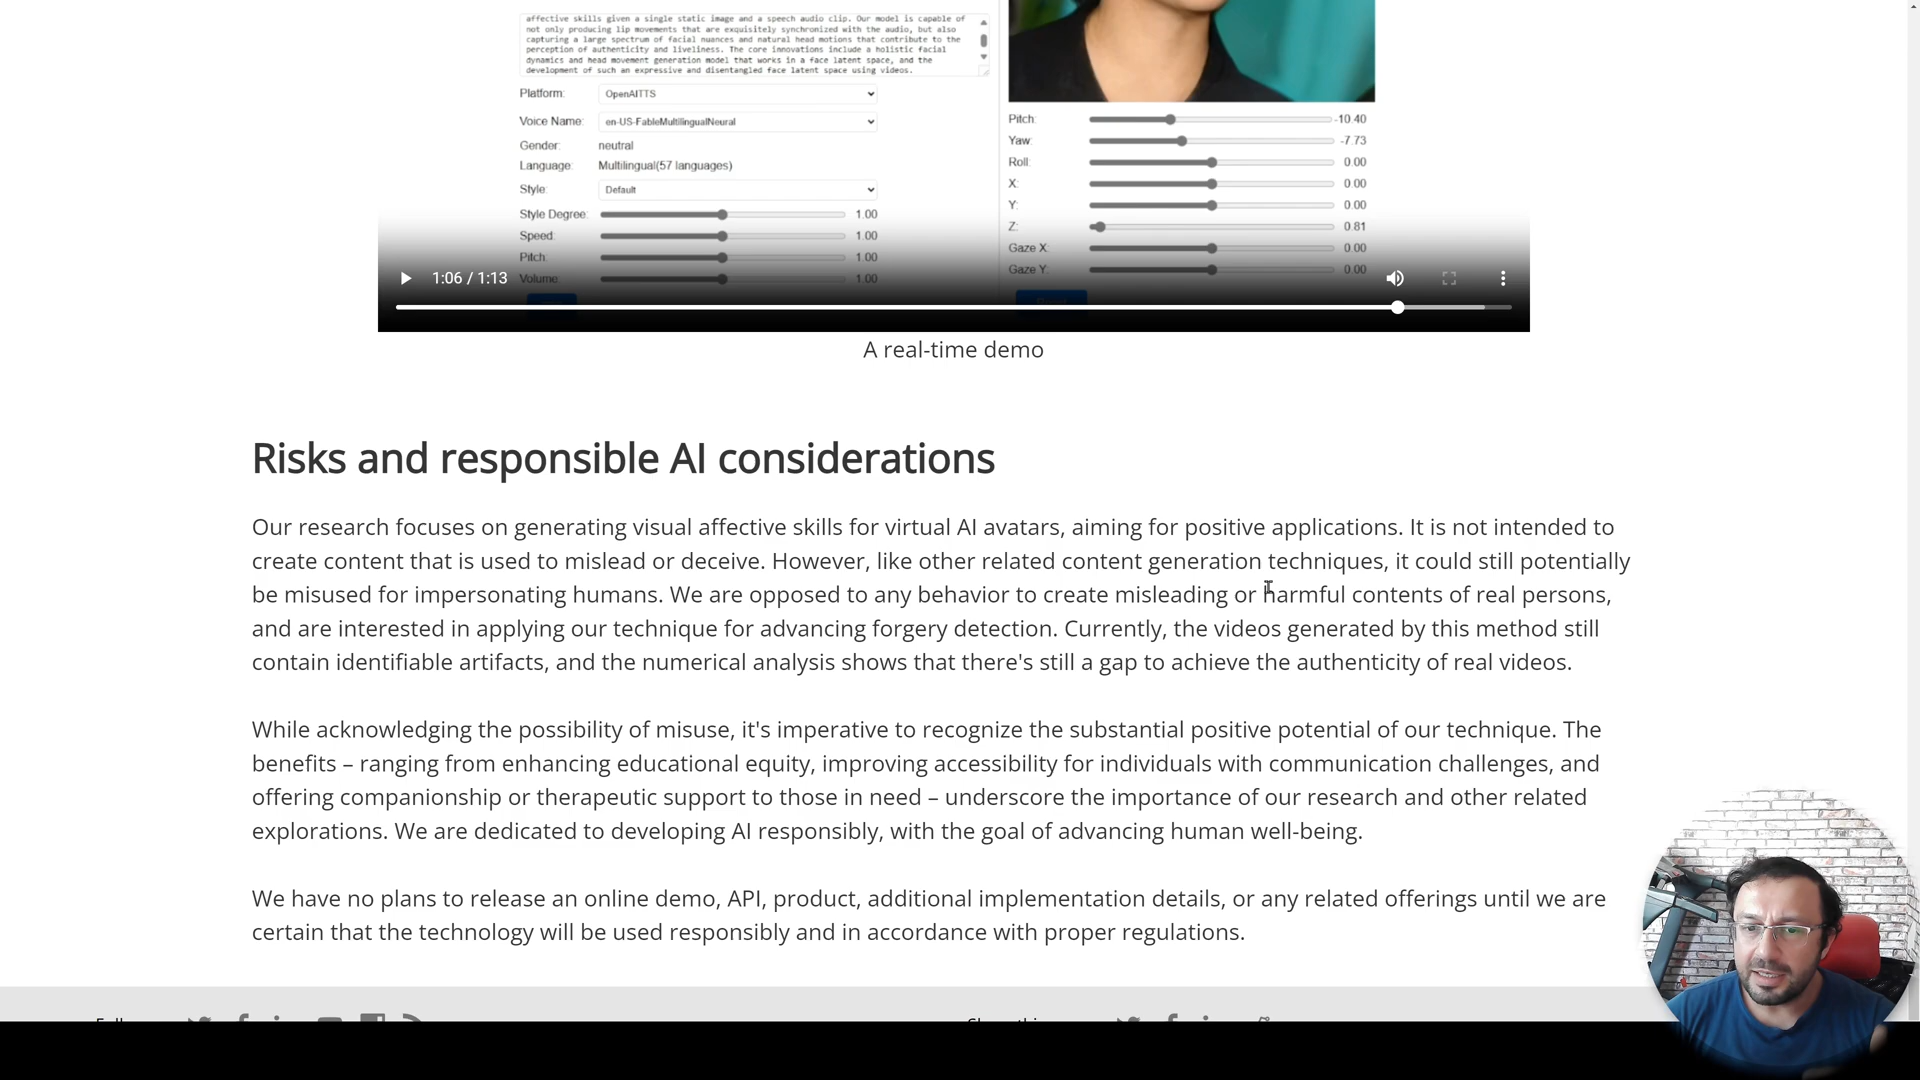 affective skills given a single static image and a speech audio clip. Our model is capable of
not only producing lip movements that are exquisitely synchronized with the audio, but also
capturing a large spectrum of facial nuances and natural head motions that contribute to the
perception of authenticity and liveliness. The core innovations include a holistic facial
dynamics and head movement generation model that works in a face latent space, and the
development of such an expressive and disentangled face latent space using videos.
Platform: OpenAITTS
Voice Name: en-US-FableMultilingualNeural
Gender: neutral
Language: Multilingual(57 languages)
Style: Default
Style Degree: 1.00
Speed: 1.00
Pitch: 1.00
Volume: 1.00
Pitch: -10.40
Yaw: -7.73
Roll: 0.00
X: 0.00
Y: 0.00
Z: 0.81
Gaze X: 0.00
Gaze Y: 0.00
1:06 / 1:13
A real-time demo
Risks and responsible AI considerations
Our research focuses on generating visual affective skills for virtual AI avatars, aiming for positive applications. It is not intended to
create content that is used to mislead or deceive. However, like other related content generation techniques, it could still potentially
be misused for impersonating humans. We are opposed to any behavior to create misleading or harmful contents of real persons,
and are interested in applying our technique for advancing forgery detection. Currently, the videos generated by this method still
contain identifiable artifacts, and the numerical analysis shows that there's still a gap to achieve the authenticity of real videos.
While acknowledging the possibility of misuse, it's imperative to recognize the substantial positive potential of our technique. The
benefits – ranging from enhancing educational equity, improving accessibility for individuals with communication challenges, and
offering companionship or therapeutic support to those in need – underscore the importance of our research and other related
explorations. We are dedicated to developing AI responsibly, with the goal of advancing human well-being.
We have no plans to release an online demo, API, product, additional implementation details, or any related offerings until we are
certain that the technology will be used responsibly and in accordance with proper regulations.